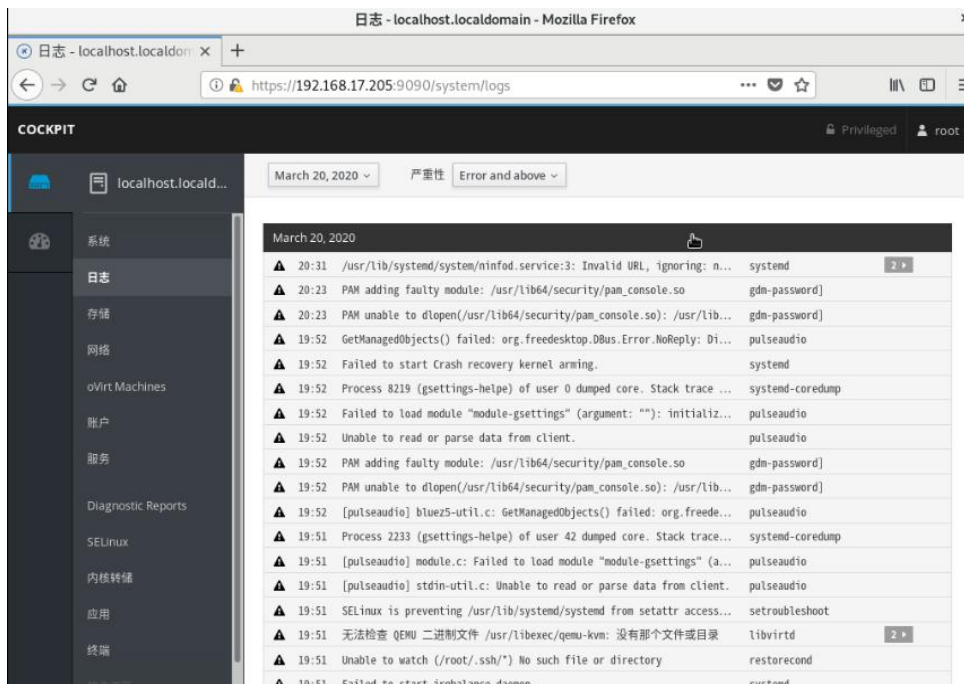 日志 - localhost.localdomain - Mozilla Firefox
日志 - localhost.localdom
https://192.168.17.205:9090/system/logs
COCKPIT
Privileged
root
localhost.locald...
March 20, 2020
严重性
Error and above
系统
日志
存储
网络
oVirt Machines
账户
服务
Diagnostic Reports
SELinux
内核转储
应用
终端
March 20, 2020
20:31 /usr/lib/systemd/system/ninfod.service:3: Invalid URL, ignoring: n... systemd 2
20:23 PAM adding faulty module: /usr/lib64/security/pam_console.so gdm-password]
20:23 PAM unable to dlopen(/usr/lib64/security/pam_console.so): /usr/lib... gdm-password]
19:52 GetManagedObjects() failed: org.freedesktop.DBus.Error.NoReply: Di... pulseaudio
19:52 Failed to start Crash recovery kernel arming. systemd
19:52 Process 8219 (gsettings-helpe) of user 0 dumped core. Stack trace ... systemd-coredump
19:52 Failed to load module "module-gsettings" (argument: ""): initializ... pulseaudio
19:52 Unable to read or parse data from client. pulseaudio
19:52 PAM adding faulty module: /usr/lib64/security/pam_console.so gdm-password]
19:52 PAM unable to dlopen(/usr/lib64/security/pam_console.so): /usr/lib... gdm-password]
19:52 [pulseaudio] bluez5-util.c: GetManagedObjects() failed: org.freede... pulseaudio
19:51 Process 2233 (gsettings-helpe) of user 42 dumped core. Stack trace... systemd-coredump
19:51 [pulseaudio] module.c: Failed to load module "module-gsettings" (a... pulseaudio
19:51 [pulseaudio] stdin-util.c: Unable to read or parse data from client. pulseaudio
19:51 SELinux is preventing /usr/lib/systemd/systemd from setattr access... setroubleshoot
19:51 无法检查 QEMU 二进制文件 /usr/libexec/qemu-kvm: 没有那个文件或目录 libvirtd 2
19:51 Unable to watch (/root/.ssh/*) No such file or directory restorecond
19:51 Failed to start irqbalance daemon. systemd